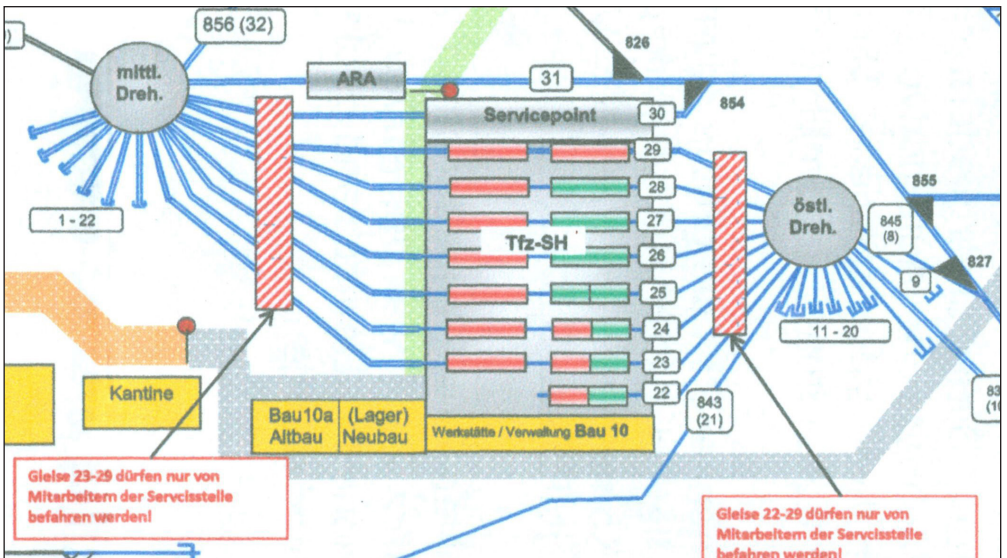 856 (32)
mittl.
Dreh.
ARA
31
826
854
Servicepoint
30
29
28
27
Tfz-SH
26
25
24
23
22
1 - 22
östl.
Dreh.
855
845
(8)
827
9
11 - 20
843
(21)
Kantine
Bau10a
Altbau
(Lager)
Neubau
Werkstätte / Verwaltung Bau 10
Gleise 23-29 dürfen nur von
Mitarbeitern der Servcisstelle
befahren werden!
Gleise 22-29 dürfen nur von
Mitarbeitern der Servcisstelle
befahren werden!